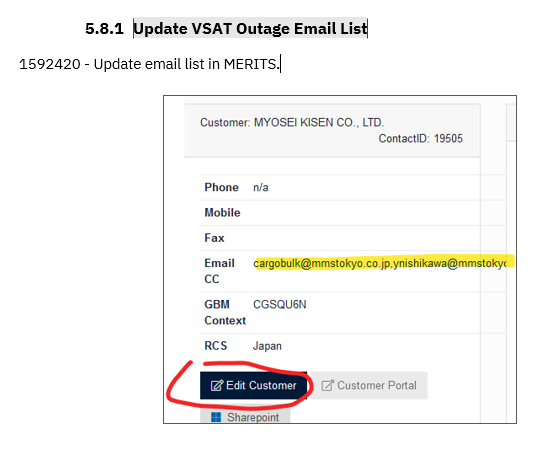 5.8.1 Update VSAT Outage Email List
1592420 - Update email list in MERITS.
Customer: MYOSEI KISEN CO., LTD.
ContactID: 19505
Phone n/a
Mobile
Fax
Email cargobulk@mmstokyo.co.jp,ynishikawa@mmstokyo
CC
GBM CGSQU6N
Context
RCS Japan
Edit Customer Customer Portal
Sharepoint